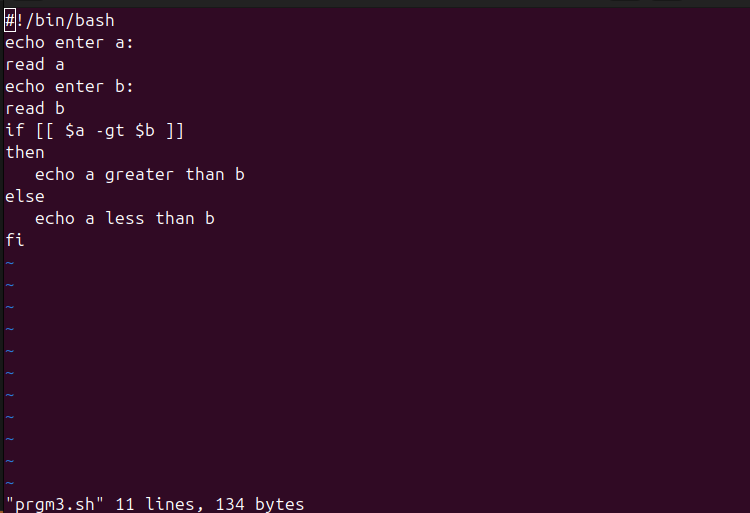 #!/bin/bash
echo enter a:
read a
echo enter b:
read b
if [[ $a -gt $b ]]
then
   echo a greater than b
else
   echo a less than b
fi
~
~
~
~
~
~
~
~
~
~
~
"prgm3.sh" 11 lines, 134 bytes